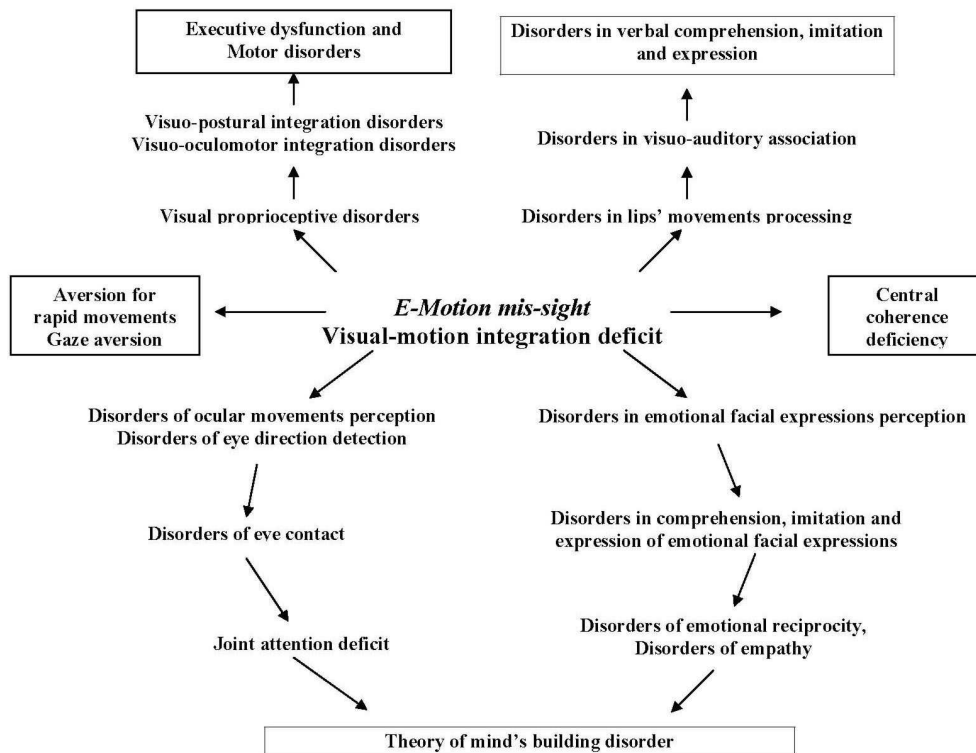 Executive dysfunction and
Motor disorders
Disorders in verbal comprehension, imitation
and expression
Visuo-postural integration disorders
Visuo-oculomotor integration disorders
Disorders in visuo-auditory association
Visual proprioceptive disorders
Disorders in lips' movements processing
Aversion for
rapid movements
Gaze aversion
E-Motion mis-sight
Visual-motion integration deficit
Central
coherence
deficiency
Disorders of ocular movements perception
Disorders of eye direction detection
Disorders in emotional facial expressions perception
Disorders of eye contact
Disorders in comprehension, imitation and
expression of emotional facial expressions
Joint attention deficit
Disorders of emotional reciprocity,
Disorders of empathy
Theory of mind's building disorder